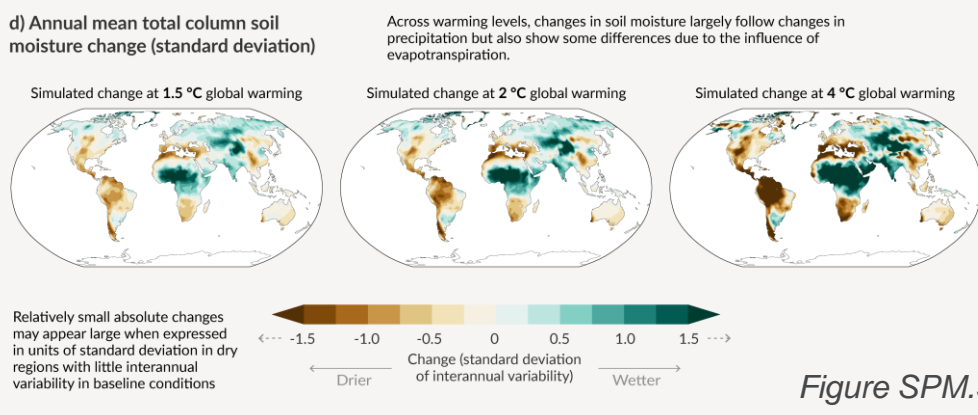 d) Annual mean total column soil
moisture change (standard deviation)
Across warming levels, changes in soil moisture largely follow changes in
precipitation but also show some differences due to the influence of
evapotranspiration.
Simulated change at 1.5 °C global warming
Simulated change at 2 °C global warming
Simulated change at 4 °C global warming
Relatively small absolute changes
may appear large when expressed
in units of standard deviation in dry
regions with little interannual
variability in baseline conditions
-1.5 -1.0 -0.5 0 0.5 1.0 1.5
Change (standard deviation
of interannual variability)
Drier
Wetter
Figure SPM.